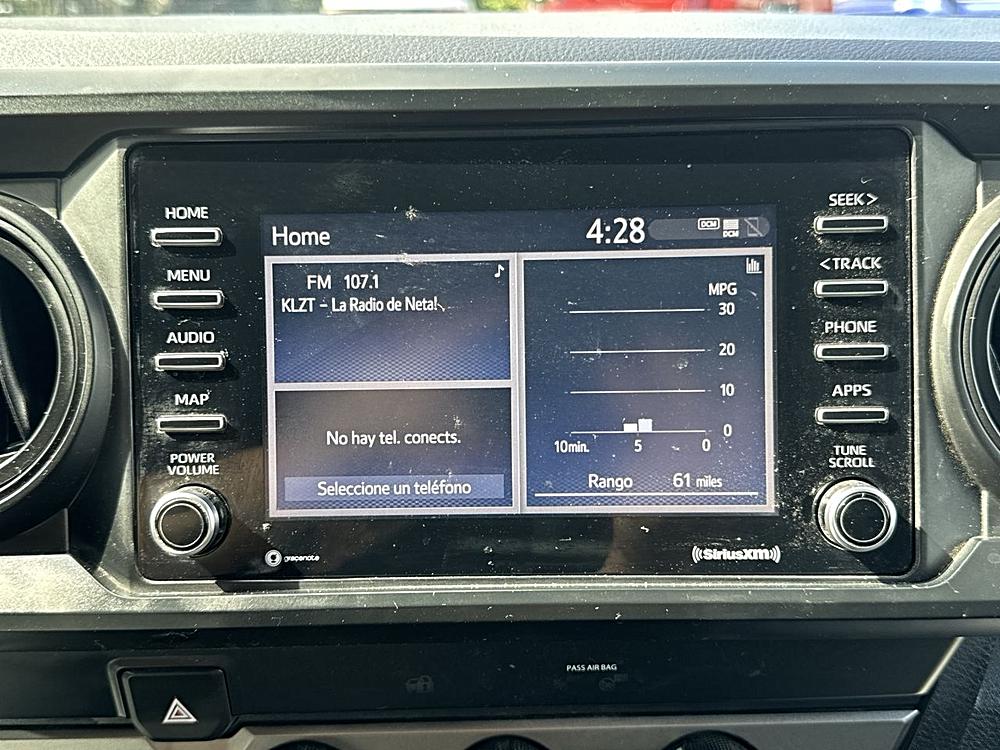 HOME
MENU
AUDIO
MAP
POWER
VOLUME
Home
4:28
DCM
DCM
FM 107.1
KLZT - La Radio de Neta!
No hay tel. conects.
Seleccione un teléfono
MPG
30
20
10
0
10min. 5 0
Rango 61 miles
SEEK >
< TRACK
PHONE
APPS
TUNE
SCROLL
gracenote
((SiriusXM))
PASS AIR BAG